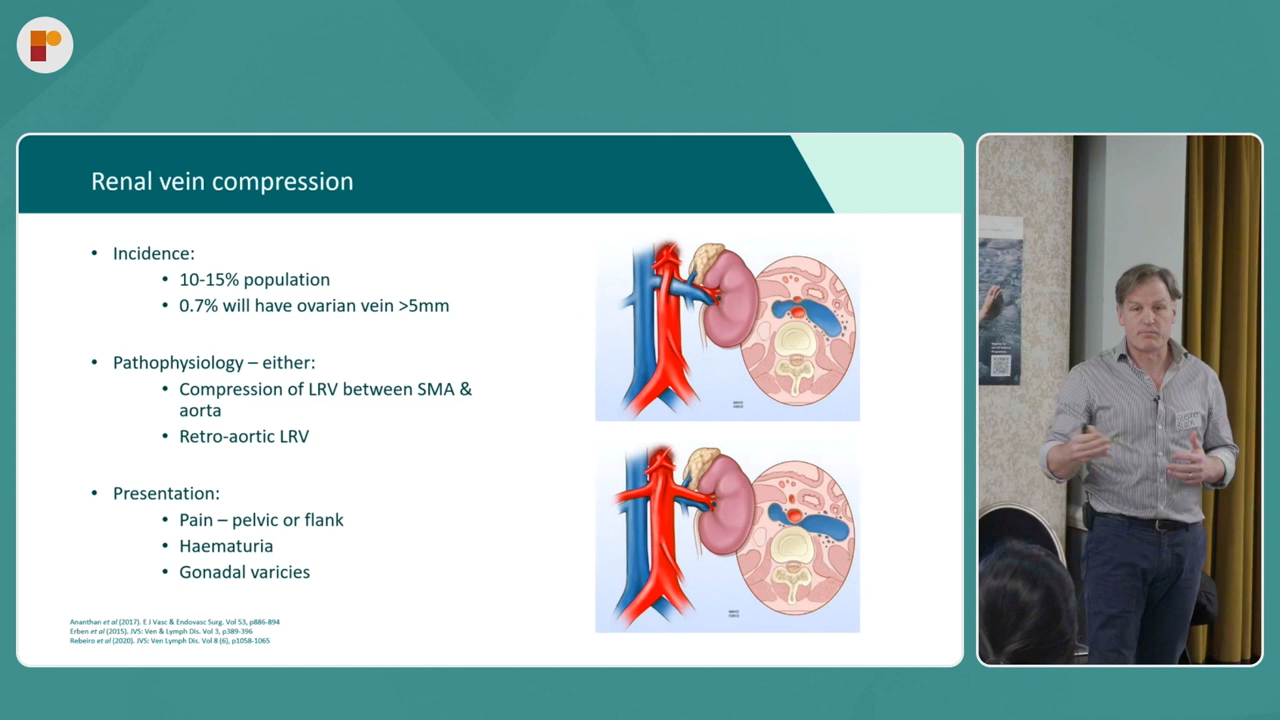 Renal vein compression
• Incidence:
• 10-15% population
• 0.7% will have ovarian vein >5mm
• Pathophysiology – either:
• Compression of LRV between SMA &
aorta
• Retro-aortic LRV
• Presentation:
• Pain – pelvic or flank
• Haematuria
• Gonadal varicies
Ananthan et al (2017). E J Vasc & Endovasc Surg. Vol 53, p886-894
Erben et al (2015). JVS: Ven & Lymph Dis. Vol 3, p389-396
Rebeiro et al (2020). JVS: Ven Lymph Dis. Vol 8 (6), p1058-1065